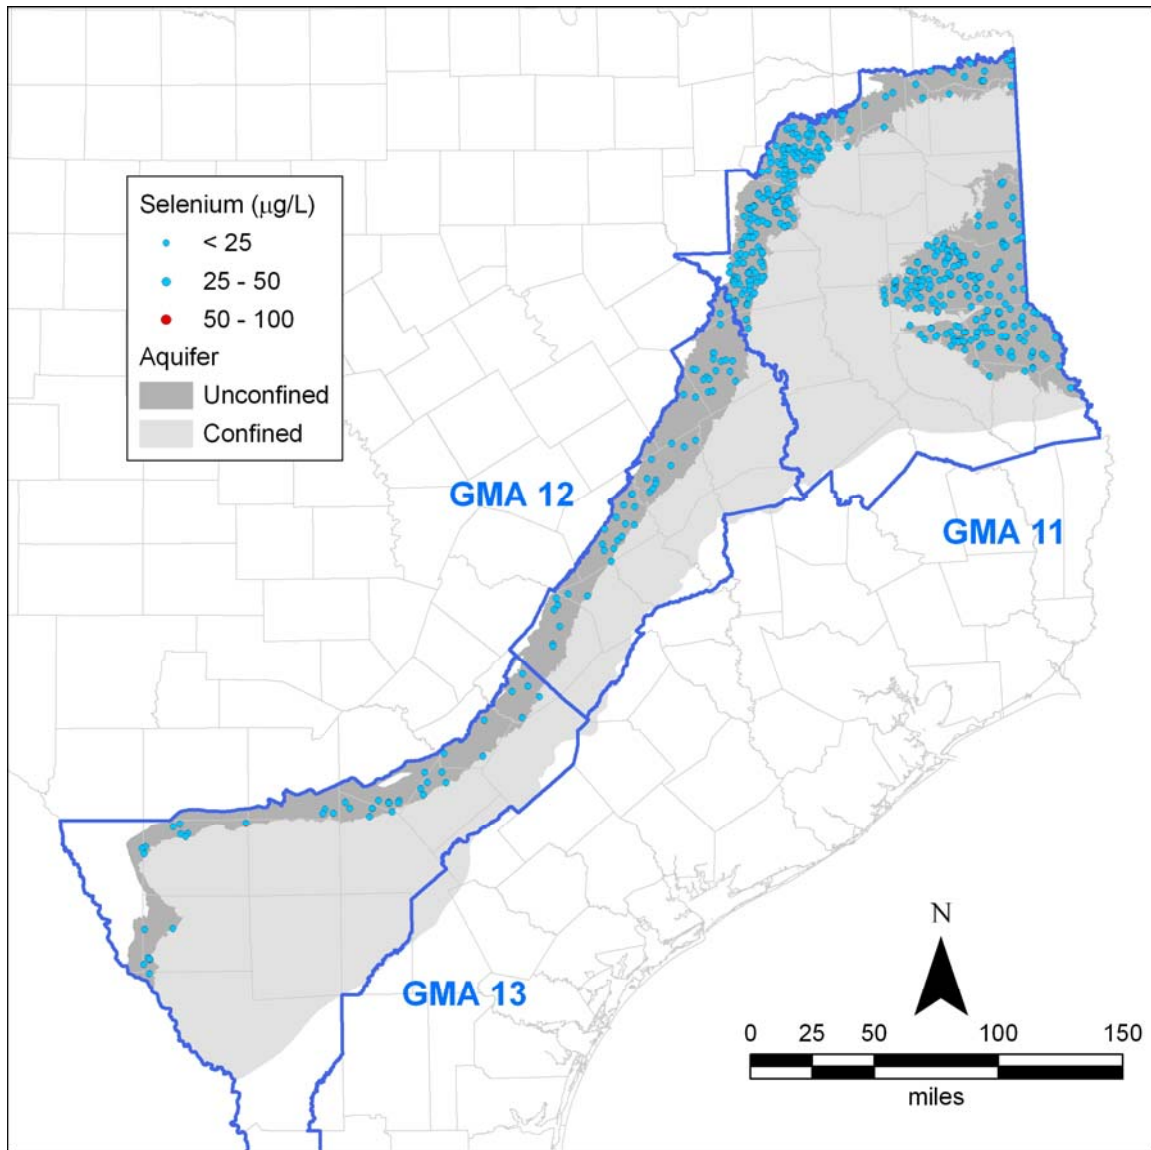 Selenium (µg/L)
< 25
25 - 50
50 - 100
Aquifer
Unconfined
Confined
GMA 12
GMA 11
GMA 13
N
0 25 50 100 150
miles